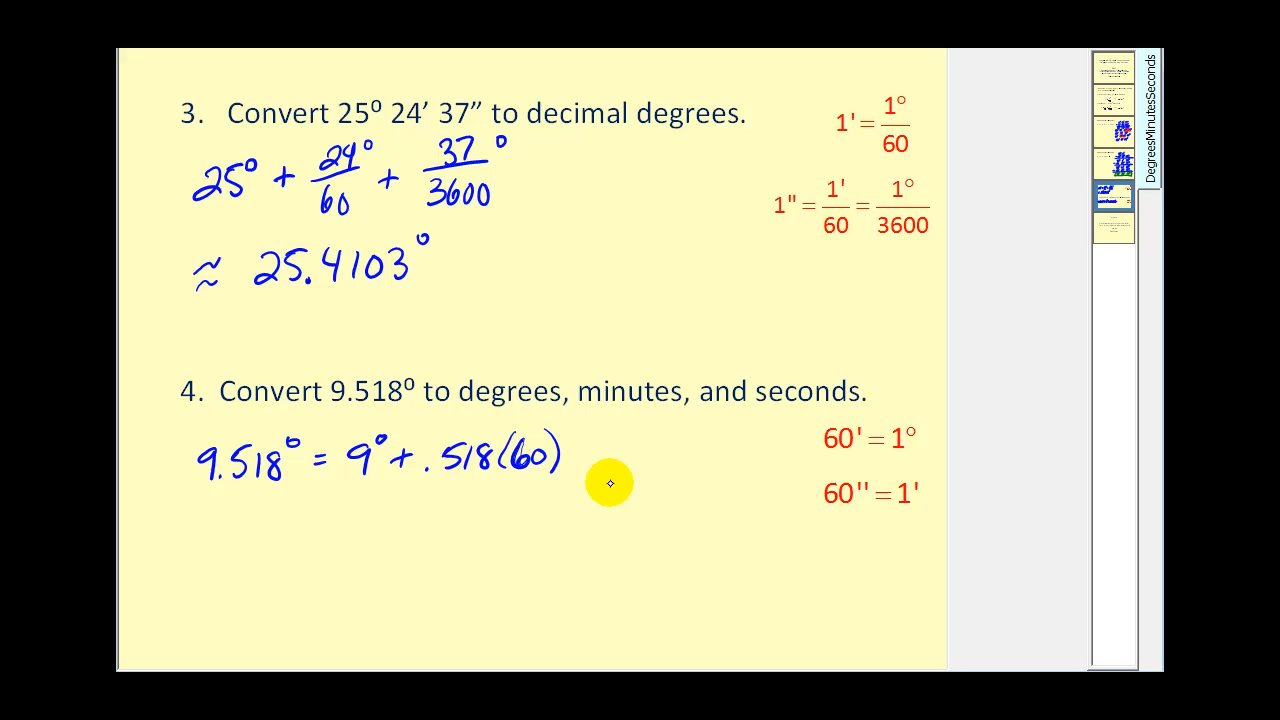 3. Convert 25⁰ 24’ 37” to decimal degrees.
25° + 24°/60 + 37°/3600
≈ 25.4103°
1' = 1°/60
1" = 1'/60 = 1°/3600
4. Convert 9.518⁰ to degrees, minutes, and seconds.
9.518° = 9° + .518(60)
60' = 1°
60'' = 1'
DegreesMinutesSeconds